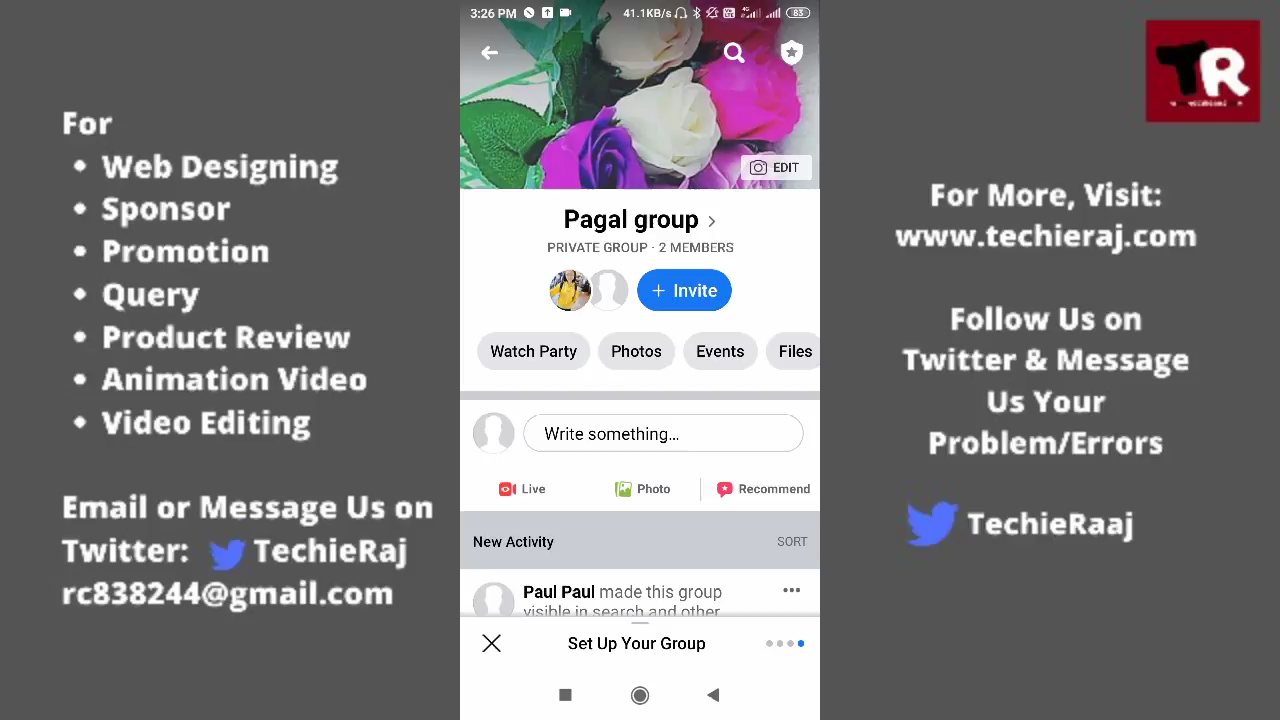 For
• Web Designing
• Sponsor
• Promotion
• Query
• Product Review
• Animation Video
• Video Editing
Email or Message Us on
Twitter: TechieRaj
rc838244@gmail.com
3:26 PM 41.1KB/s 4G 83
EDIT
Pagal group >
PRIVATE GROUP · 2 MEMBERS
+ Invite
Watch Party Photos Events Files
Write something...
Live Photo Recommend
New Activity SORT
Paul Paul made this group
visible in search and other
Set Up Your Group
TR
For More, Visit:
www.techieraj.com
Follow Us on
Twitter & Message
Us Your
Problem/Errors
TechieRaaj